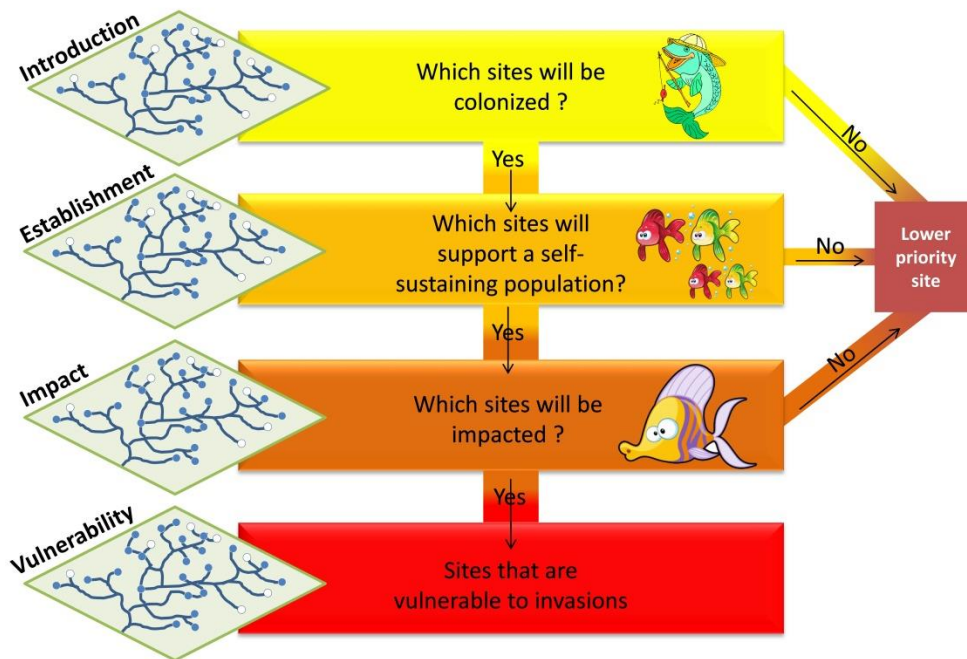 Introduction
Which sites will be
colonized ?
No
Yes
Establishment
Which sites will
support a self-
sustaining population?
No
Lower
priority
site
Yes
Impact
Which sites will be
impacted ?
No
Yes
Vulnerability
Sites that are
vulnerable to invasions